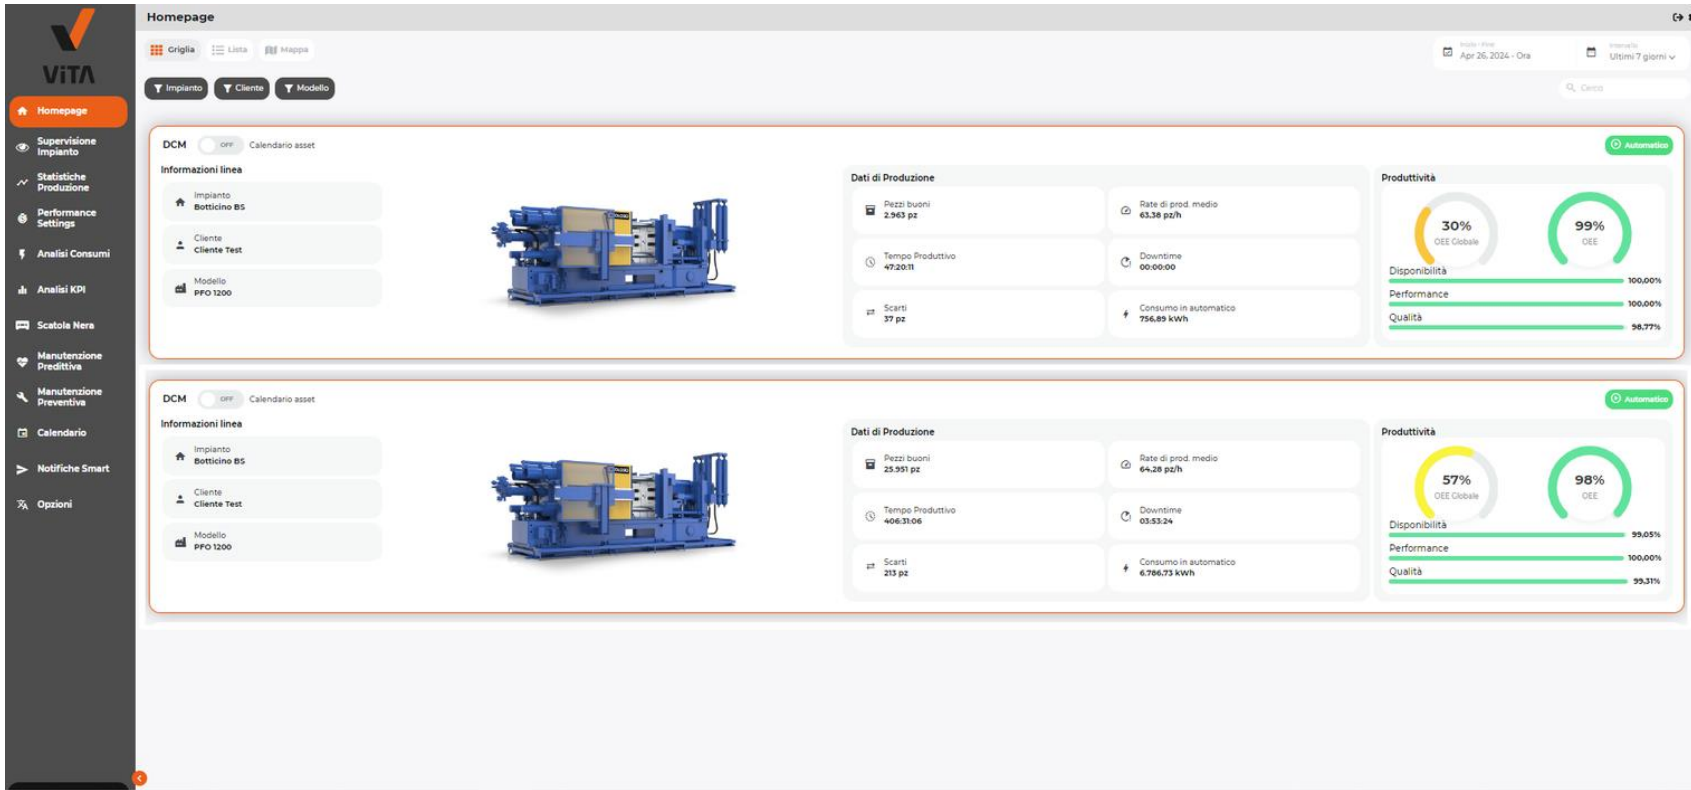 ViTA
Homepage
Homepage
Supervisione
Impianto
Statistiche
Produzione
Performance
Settings
Analisi Consumi
Analisi KPI
Scatola Nera
Manutenzione
Predittiva
Manutenzione
Preventiva
Calendario
Notifiche Smart
Opzioni
Griglia
Lista
Mappa
Inizio - Fine
Apr 26, 2024 - Ora
Intervallo
Ultimi 7 giorni
Impianto
Cliente
Modello
Cerca
DCM
OFF
Calendario asset
Automatico
Informazioni linea
Impianto
Botticino BS
Cliente
Cliente Test
Modello
PFO 1200
Dati di Produzione
Pezzi buoni
2.963 pz
Rate di prod. medio
63,38 pz/h
Tempo Produttivo
47:20:11
Downtime
00:00:00
Scarti
37 pz
Consumo in automatico
756,89 kWh
Produttività
30%
OEE Globale
99%
OEE
Disponibilità
100,00%
Performance
100,00%
Qualità
98,77%
DCM
OFF
Calendario asset
Automatico
Informazioni linea
Impianto
Botticino BS
Cliente
Cliente Test
Modello
PFO 1200
Dati di Produzione
Pezzi buoni
25.951 pz
Rate di prod. medio
64,28 pz/h
Tempo Produttivo
406:31:06
Downtime
03:53:24
Scarti
213 pz
Consumo in automatico
6.786,73 kWh
Produttività
57%
OEE Globale
98%
OEE
Disponibilità
99,05%
Performance
100,00%
Qualità
99,31%